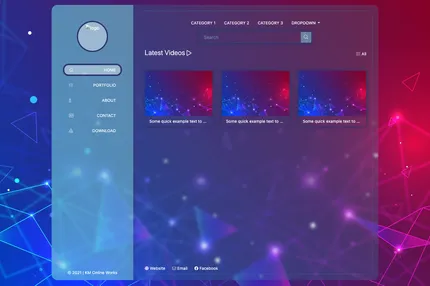 logo
HOME
PORTFOLIO
ABOUT
CONTACT
DOWNLOAD
© 2021 | KM Online Works
CATEGORY 1 CATEGORY 2 CATEGORY 3 DROPDOWN
Search
Latest Videos
All
Some quick example text to ... Some quick example text to ... Some quick example text to ...
Website Email Facebook